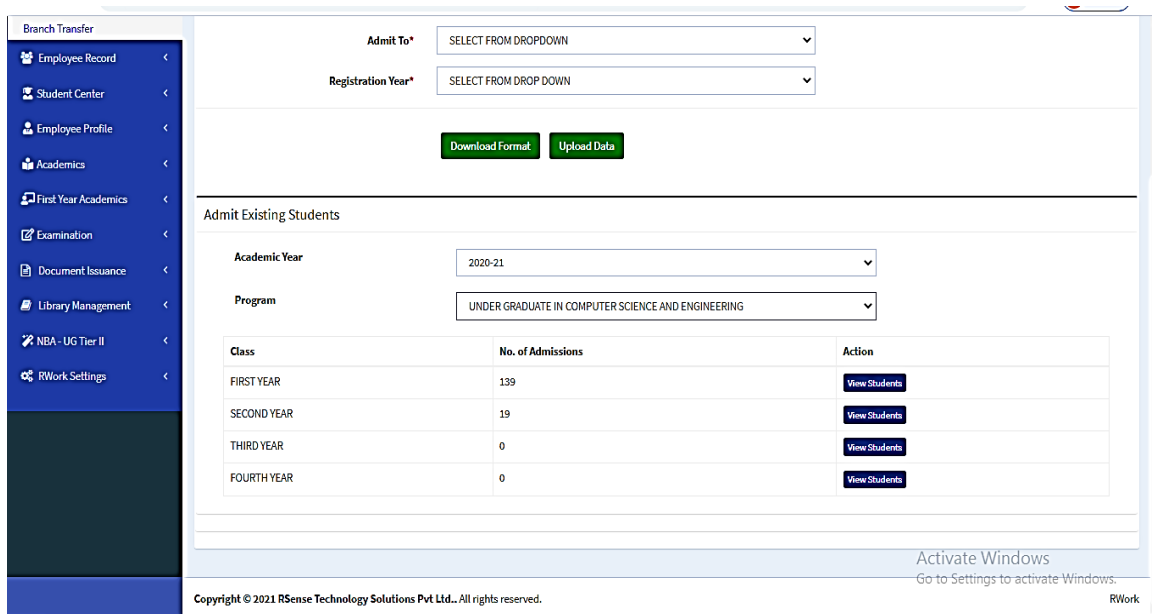 Branch Transfer
Employee Record
Student Center
Employee Profile
Academics
First Year Academics
Examination
Document Issuance
Library Management
NBA - UG Tier II
RWork Settings
Admit To* SELECT FROM DROPDOWN
Registration Year* SELECT FROM DROP DOWN
Download Format Upload Data
Admit Existing Students
Academic Year 2020-21
Program UNDER GRADUATE IN COMPUTER SCIENCE AND ENGINEERING
Class No. of Admissions Action
FIRST YEAR 139 View Students
SECOND YEAR 19 View Students
THIRD YEAR 0 View Students
FOURTH YEAR 0 View Students
Activate Windows
Go to Settings to activate Windows.
Copyright © 2021 RSense Technology Solutions Pvt Ltd.. All rights reserved. RWork